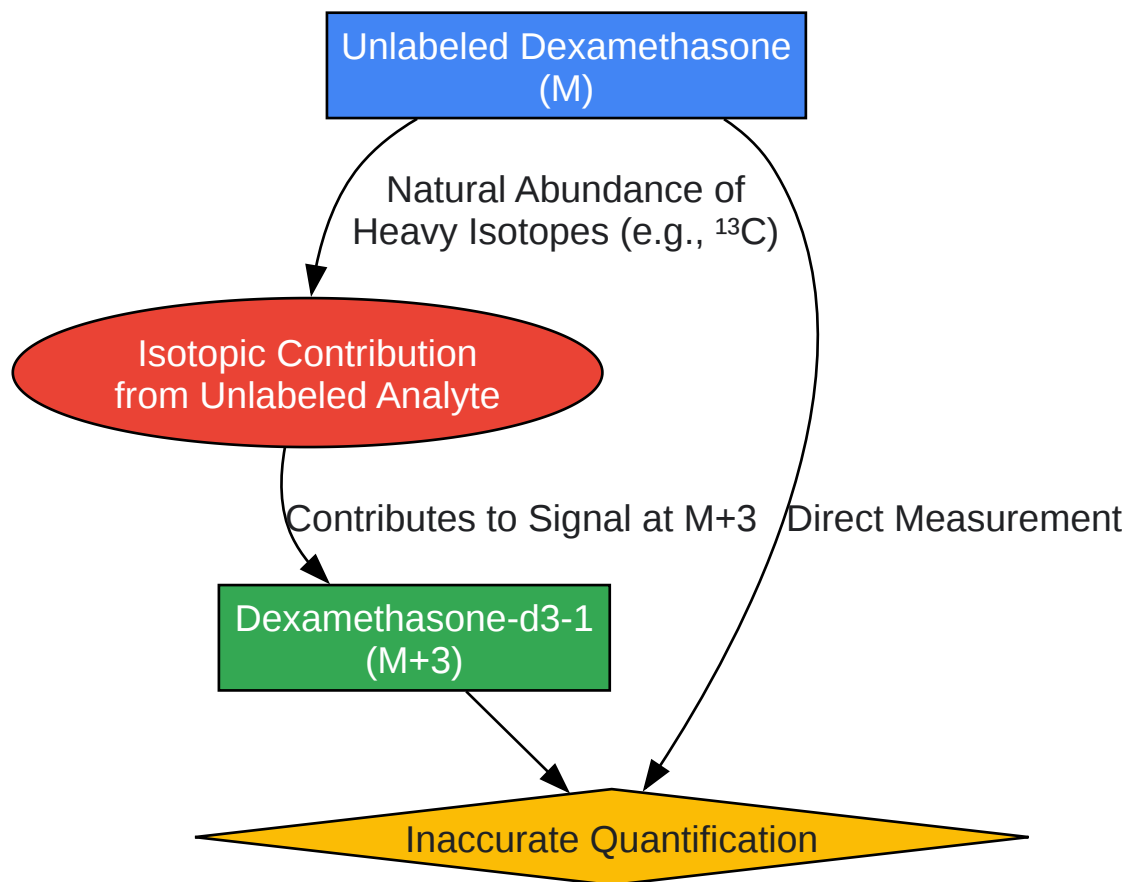 Unlabeled Dexamethasone
(M)
Natural Abundance of
Heavy Isotopes (e.g., ¹³C)
Isotopic Contribution
from Unlabeled Analyte
Contributes to Signal at M+3
Direct Measurement
Dexamethasone-d3-1
(M+3)
Inaccurate Quantification